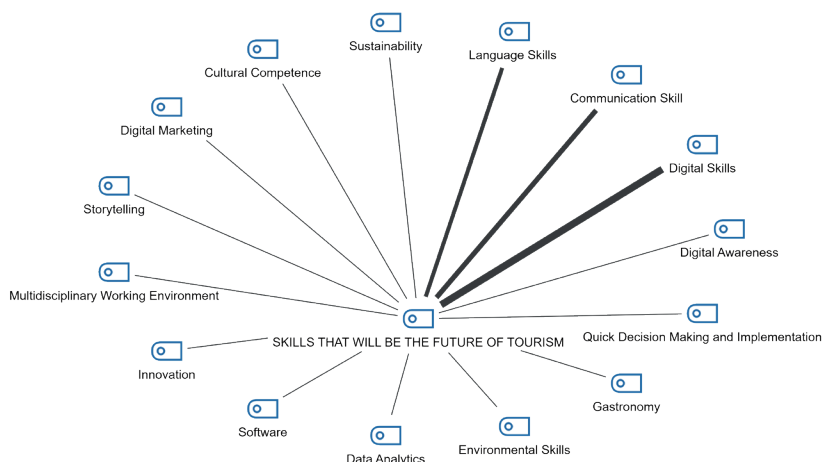 Sustainability
Language Skills
Cultural Competence
Communication Skill
Digital Marketing
Digital Skills
Storytelling
Digital Awareness
Multidisciplinary Working Environment
Quick Decision Making and Implementation
SKILLS THAT WILL BE THE FUTURE OF TOURISM
Innovation
Gastronomy
Software
Environmental Skills
Data Analytics